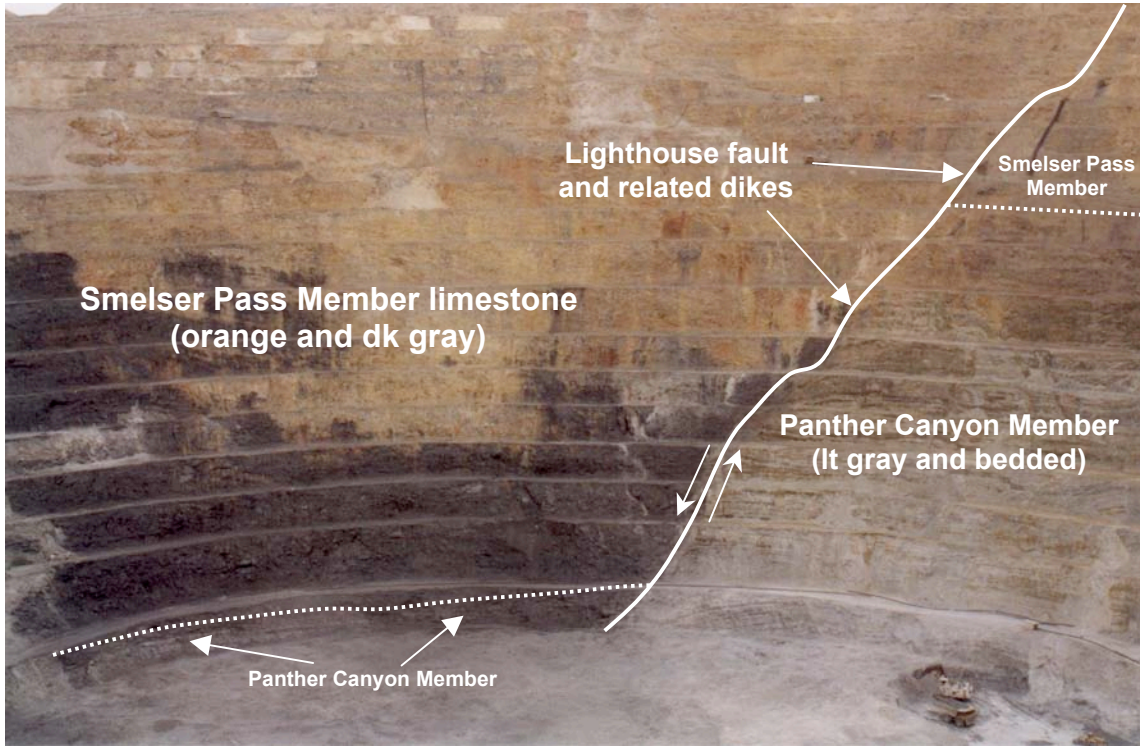 Lighthouse fault
and related dikes
Smelser Pass
Member
Smelser Pass Member limestone
(orange and dk gray)
Panther Canyon Member
(lt gray and bedded)
Panther Canyon Member